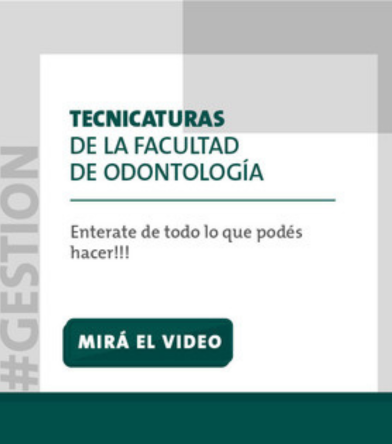 TECNICATURAS
DE LA FACULTAD
DE ODONTOLOGÍA
Enterate de todo lo que podés
hacer!!!
MIRÁ EL VIDEO
#GESTION